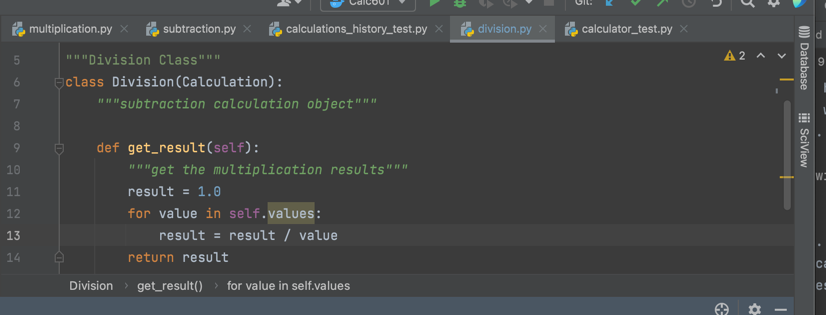 Calc601
Git:
multiplication.py
subtraction.py
calculations_history_test.py
division.py
calculator_test.py
5 """Division Class"""
6 class Division(Calculation):
7 """subtraction calculation object"""
8
9 def get_result(self):
10 """get the multiplication results"""
11 result = 1.0
12 for value in self.values:
13 result = result / value
14 return result
2
Division > get_result() > for value in self.values
Database
SciView